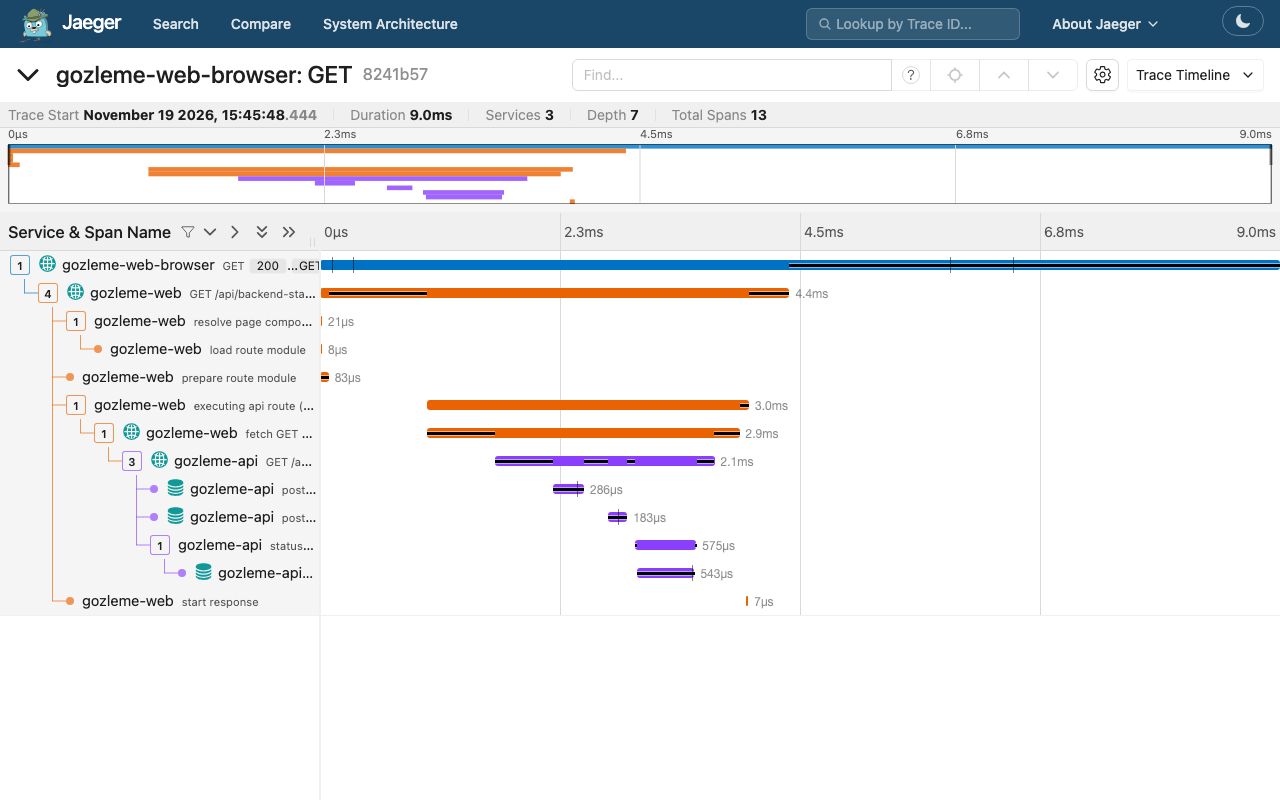 Jaeger Search Compare System Architecture Lookup by Trace ID... About Jaeger
gozleme-web-browser: GET 8241b57 Find... ? Trace Timeline
Trace Start November 19 2026, 15:45:48.444 Duration 9.0ms Services 3 Depth 7 Total Spans 13
0μs 2.3ms 4.5ms 6.8ms 9.0ms
Service & Span Name 0μs 2.3ms 4.5ms 6.8ms 9.0ms
1 gozleme-web-browser GET 200 ...GET
4 gozleme-web GET /api/backend-sta... 4.4ms
1 gozleme-web resolve page compo... 21μs
gozleme-web load route module 8μs
gozleme-web prepare route module 83μs
1 gozleme-web executing api route (... 3.0ms
1 gozleme-web fetch GET ... 2.9ms
3 gozleme-api GET /a... 2.1ms
gozleme-api post... 286μs
gozleme-api post... 183μs
1 gozleme-api status... 575μs
gozleme-api... 543μs
gozleme-web start response 7μs